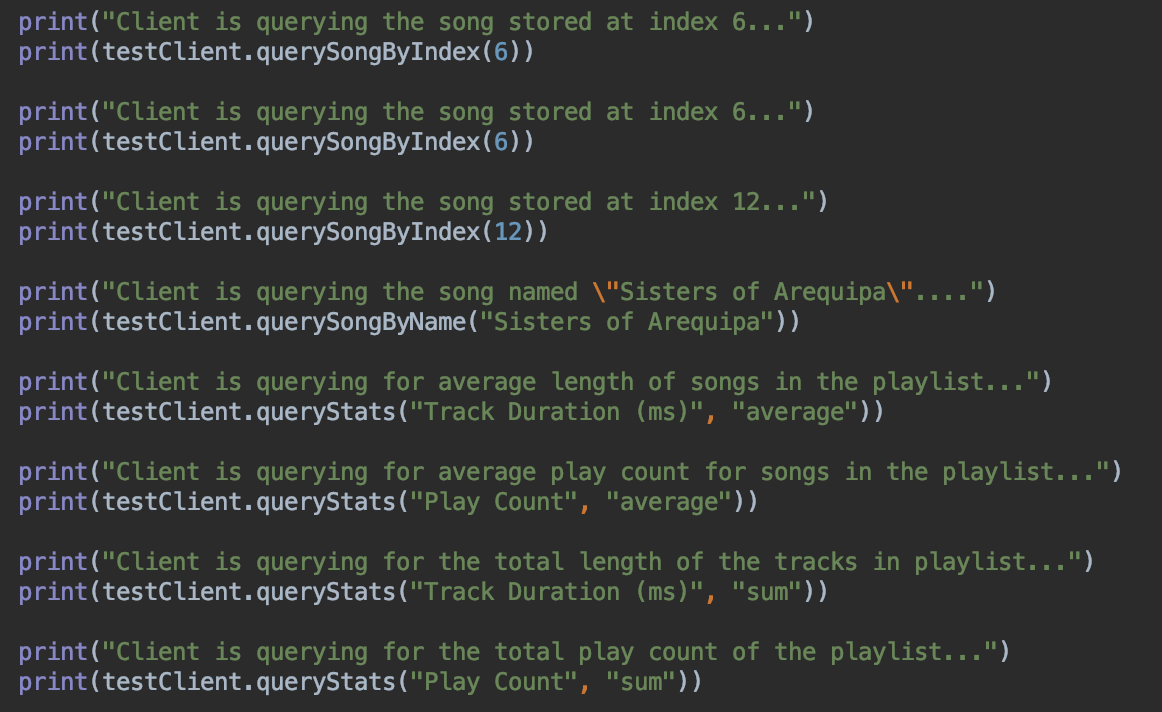 print("Client is querying the song stored at index 6...")
print(testClient.querySongByIndex(6))
print("Client is querying the song stored at index 6...")
print(testClient.querySongByIndex(6))
print("Client is querying the song stored at index 12...")
print(testClient.querySongByIndex(12))
print("Client is querying the song named \"Sisters of Arequipa\"....")
print(testClient.querySongByName("Sisters of Arequipa"))
print("Client is querying for average length of songs in the playlist...")
print(testClient.queryStats("Track Duration (ms)", "average"))
print("Client is querying for average play count for songs in the playlist...")
print(testClient.queryStats("Play Count", "average"))
print("Client is querying for the total length of the tracks in playlist...")
print(testClient.queryStats("Track Duration (ms)", "sum"))
print("Client is querying for the total play count of the playlist...")
print(testClient.queryStats("Play Count", "sum"))